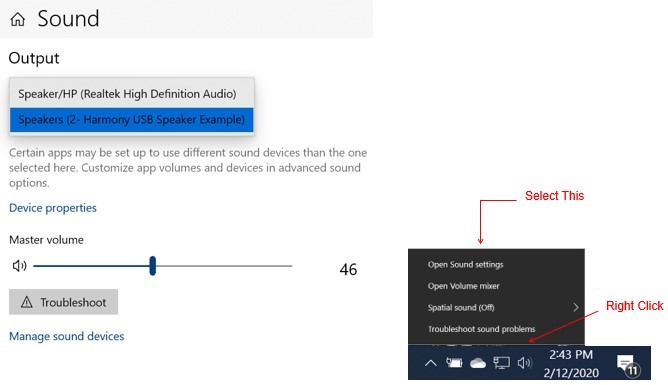 Sound
Output
Speaker/HP (Realtek High Definition Audio)
Speakers (2- Harmony USB Speaker Example)
Certain apps may be set up to use different sound devices than the one
selected here. Customize app volumes and devices in advanced sound
options.
Device properties
Master volume
46
Troubleshoot
Manage sound devices
Select This
Open Sound settings
Open Volume mixer
Spatial sound (Off)
Troubleshoot sound problems
Right Click
2:43 PM
2/12/2020
11